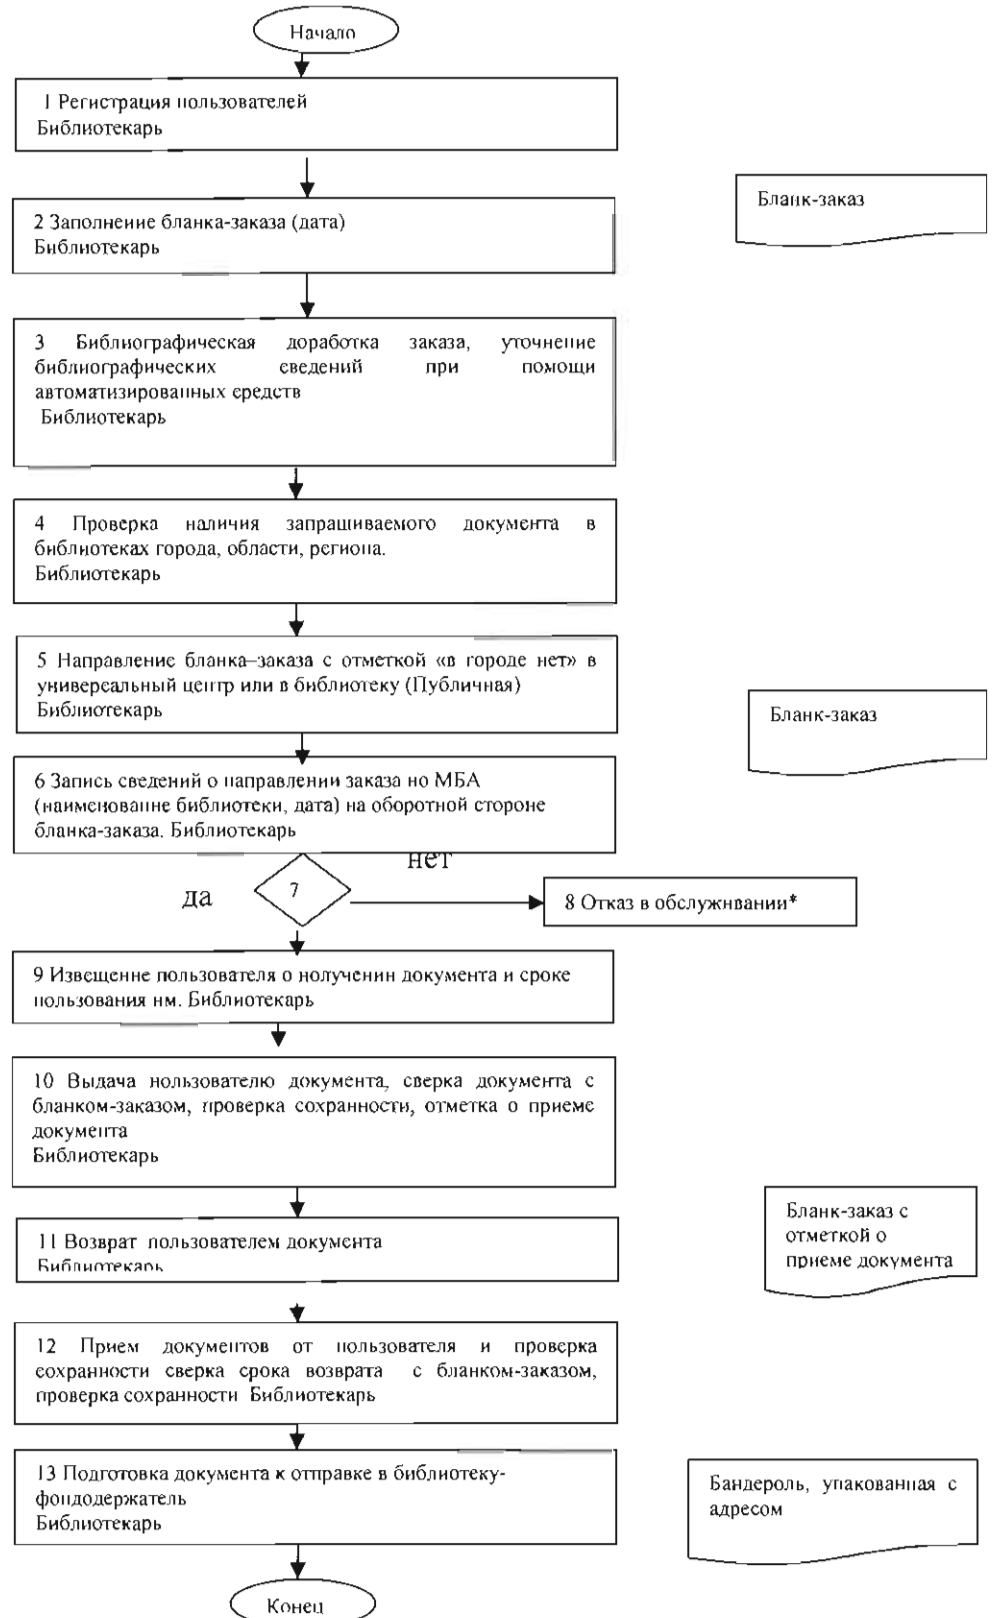 Начало
1 Регистрация пользователей
Библиотекарь
Бланк-заказ
2 Заполнение бланка-заказа (дата)
Библиотекарь
3 Библиографическая доработка заказа, уточнение
библиографических сведений при помощи
автоматизированных средств
Библиотекарь
4 Проверка наличия запрашиваемого документа в
библиотеках города, области, региона.
Библиотекарь
5 Направление бланка–заказа с отметкой «в городе нет» в
универсальный центр или в библиотеку (Публичная)
Библиотекарь
Бланк-заказ
6 Запись сведений о направлении заказа по МБА
(наименование библиотеки, дата) на оборотной стороне
бланка-заказа. Библиотекарь
нет
да
7
8 Отказ в обслуживании*
9 Извещение пользователя о получении документа и сроке
пользования им. Библиотекарь
10 Выдача пользователю документа, сверка документа с
бланком-заказом, проверка сохранности, отметка о приеме
документа
Библиотекарь
Бланк-заказ с
отметкой о
приеме документа
11 Возврат пользователем документа
Библиотекарь
12 Прием документов от пользователя и проверка
сохранности сверка срока возврата с бланком-заказом,
проверка сохранности Библиотекарь
13 Подготовка документа к отправке в библиотеку-
фондодержатель
Библиотекарь
Бандероль, упакованная с
адресом
Конец